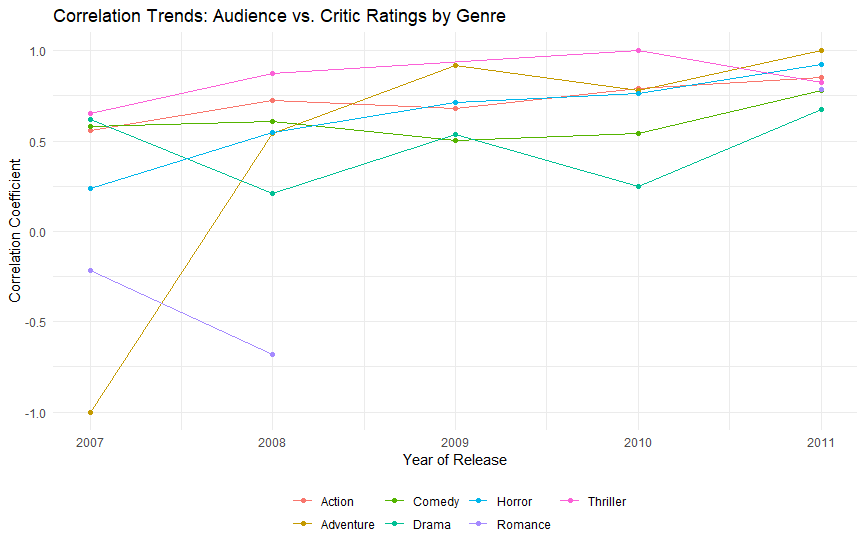 Correlation Trends: Audience vs. Critic Ratings by Genre
1.0
0.5
0.0
-0.5
-1.0
Correlation Coefficient
2007 2008 2009 2010 2011
Year of Release
Action Comedy Horror Thriller
Adventure Drama Romance